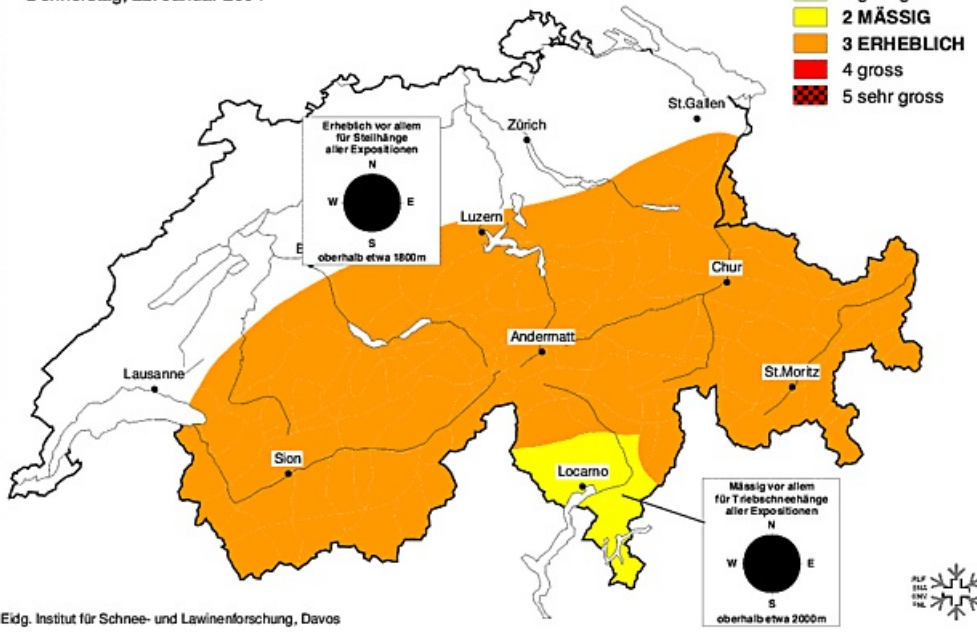 2 MÄSSIG
3 ERHEBLICH
4 gross
5 sehr gross
St.Gallen
Zürich
Erheblich vor allem
für Steilhänge
aller Expositionen
N
W E
S
oberhalb etwa 1800m
Luzern
Chur
Andermatt
Lausanne
St.Moritz
Sion
Locarno
Mässig vor allem
für Triebschneehänge
aller Expositionen
N
W E
S
oberhalb etwa 2000m
Eidg. Institut für Schnee- und Lawinenforschung, Davos
SLF